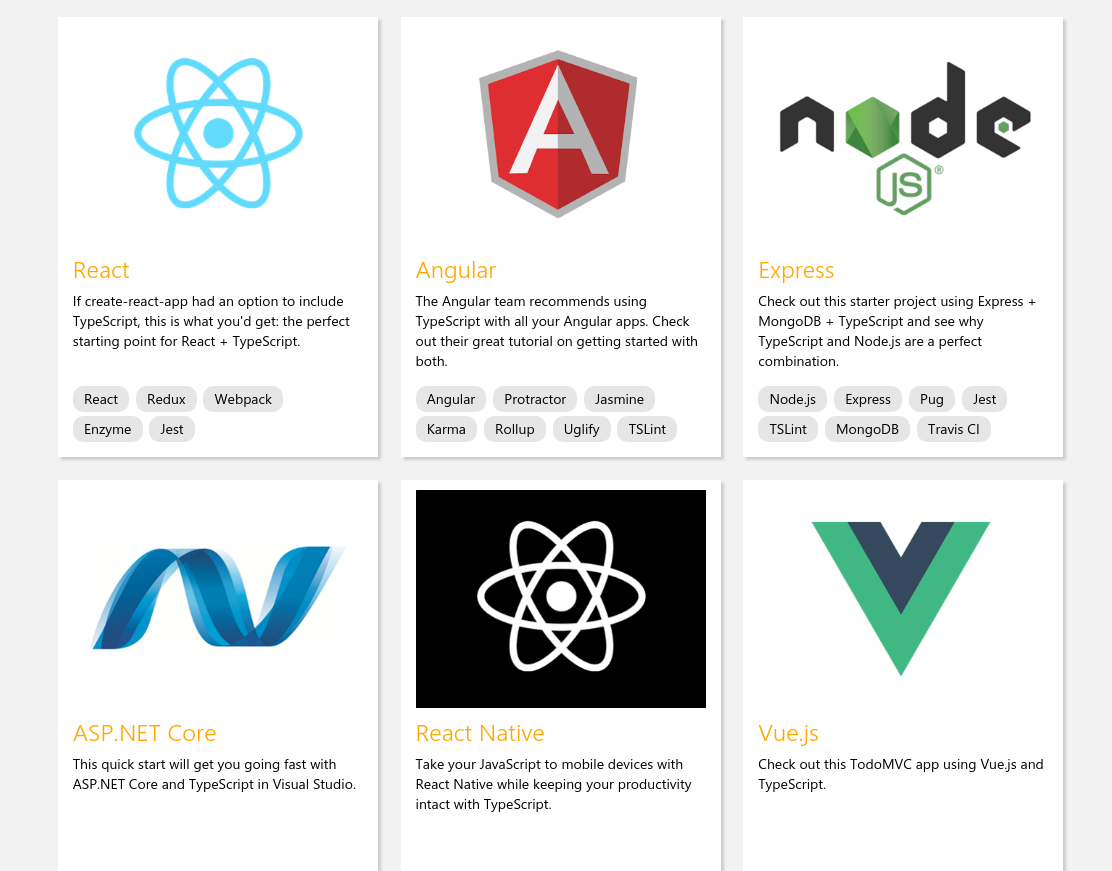 node
JS®
React
If create-react-app had an option to include
TypeScript, this is what you'd get: the perfect
starting point for React + TypeScript.
React Redux Webpack
Enzyme Jest
A
Angular
The Angular team recommends using
TypeScript with all your Angular apps. Check
out their great tutorial on getting started with
both.
Angular Protractor Jasmine
Karma Rollup Uglify TSLint
Express
Check out this starter project using Express +
MongoDB + TypeScript and see why
TypeScript and Node.js are a perfect
combination.
Node.js Express Pug Jest
TSLint MongoDB Travis CI
ASP.NET Core
This quick start will get you going fast with
ASP.NET Core and TypeScript in Visual Studio.
React Native
Take your JavaScript to mobile devices with
React Native while keeping your productivity
intact with TypeScript.
Vue.js
Check out this TodoMVC app using Vue.js and
TypeScript.